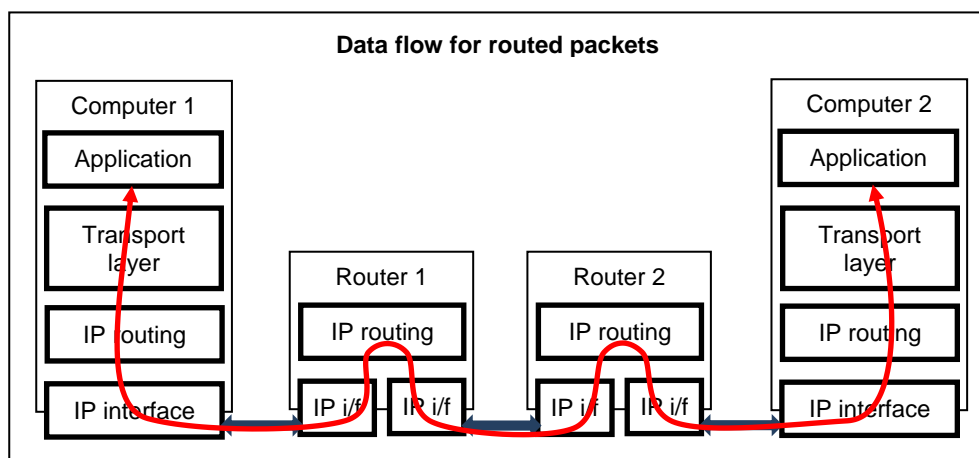 Data flow for routed packets
Computer 1
Application
Transport
layer
IP routing
IP interface
Router 1
IP routing
IP i/f
IP i/f
Router 2
IP routing
IP i/f
IP i/f
Computer 2
Application
Transport
layer
IP routing
IP interface